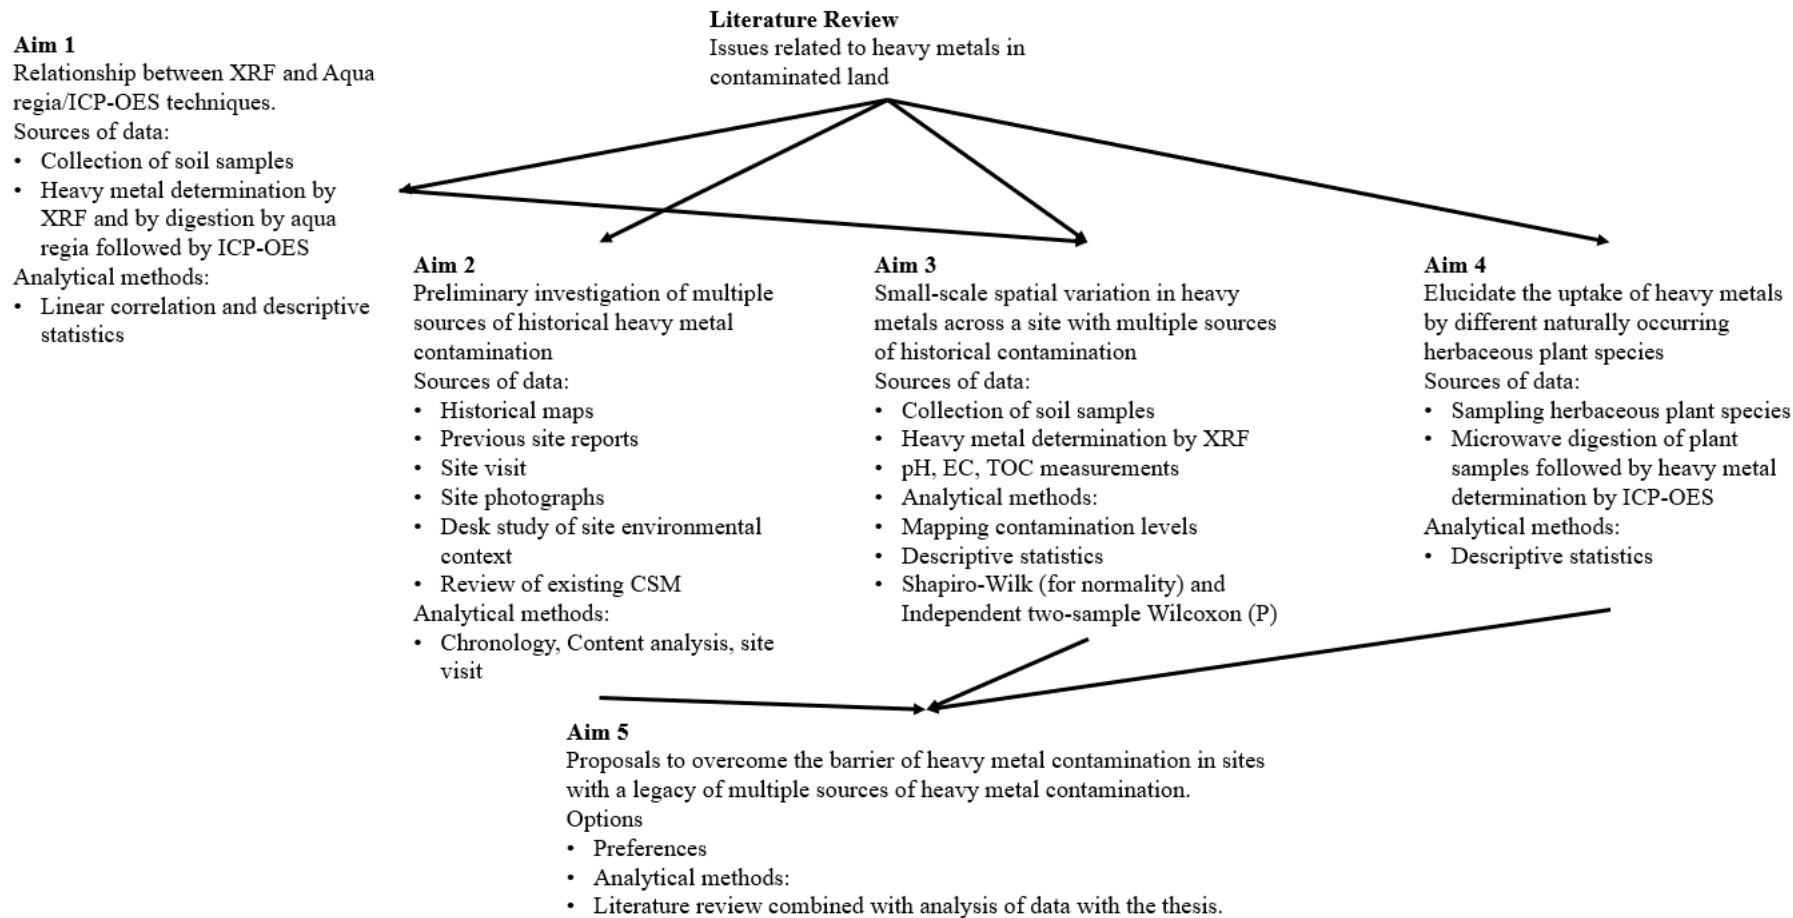 Literature Review
Issues related to heavy metals in
contaminated land
Aim 1
Relationship between XRF and Aqua
regia/ICP-OES techniques.
Sources of data:
• Collection of soil samples
• Heavy metal determination by
XRF and by digestion by aqua
regia followed by ICP-OES
Analytical methods:
• Linear correlation and descriptive
statistics
Aim 2
Preliminary investigation of multiple
sources of historical heavy metal
contamination
Sources of data:
• Historical maps
• Previous site reports
• Site visit
• Site photographs
• Desk study of site environmental
context
• Review of existing CSM
Analytical methods:
• Chronology, Content analysis, site
visit
Aim 3
Small-scale spatial variation in heavy
metals across a site with multiple sources
of historical contamination
Sources of data:
• Collection of soil samples
• Heavy metal determination by XRF
• pH, EC, TOC measurements
• Analytical methods:
• Mapping contamination levels
• Descriptive statistics
• Shapiro-Wilk (for normality) and
Independent two-sample Wilcoxon (P)
Aim 4
Elucidate the uptake of heavy metals
by different naturally occurring
herbaceous plant species
Sources of data:
• Sampling herbaceous plant species
• Microwave digestion of plant
samples followed by heavy metal
determination by ICP-OES
Analytical methods:
• Descriptive statistics
Aim 5
Proposals to overcome the barrier of heavy metal contamination in sites
with a legacy of multiple sources of heavy metal contamination.
Options
• Preferences
• Analytical methods:
• Literature review combined with analysis of data with the thesis.